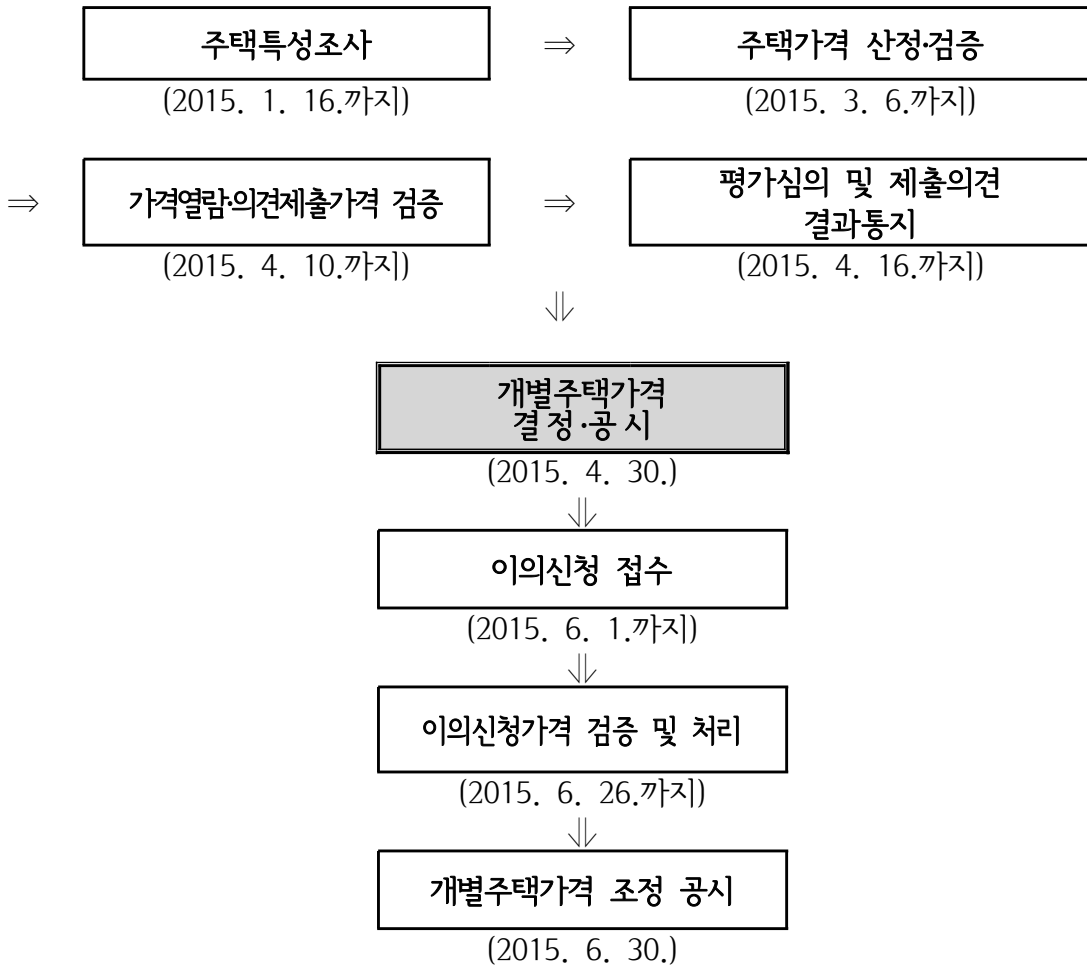 주택특성조사 ⇒ 주택가격 산정·검증
(2015. 1. 16.까지) (2015. 3. 6.까지)
⇒ 가격열람·의견제출가격 검증 ⇒ 평가심의 및 제출의견
결과통지
(2015. 4. 10.까지) (2015. 4. 16.까지)
⇓
개별주택가격
결정·공시
(2015. 4. 30.)
⇓
이의신청 접수
(2015. 6. 1.까지)
⇓
이의신청가격 검증 및 처리
(2015. 6. 26.까지)
⇓
개별주택가격 조정 공시
(2015. 6. 30.)